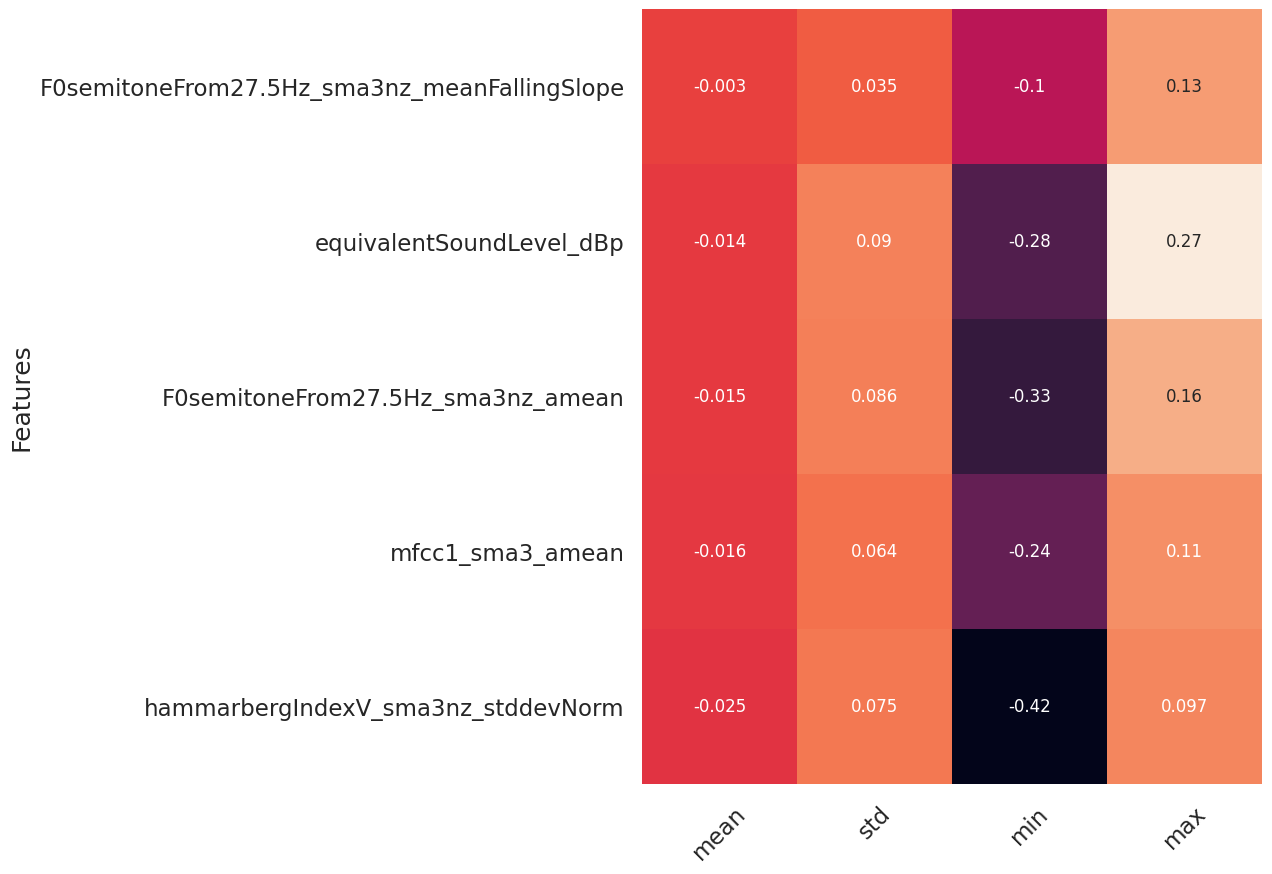 Features
F0semitoneFrom27.5Hz_sma3nz_meanFallingSlope -0.003 0.035 -0.1 0.13
equivalentSoundLevel_dBp -0.014 0.09 -0.28 0.27
F0semitoneFrom27.5Hz_sma3nz_amean -0.015 0.086 -0.33 0.16
mfcc1_sma3_amean -0.016 0.064 -0.24 0.11
hammarbergIndexV_sma3nz_stddevNorm -0.025 0.075 -0.42 0.097
mean std min max